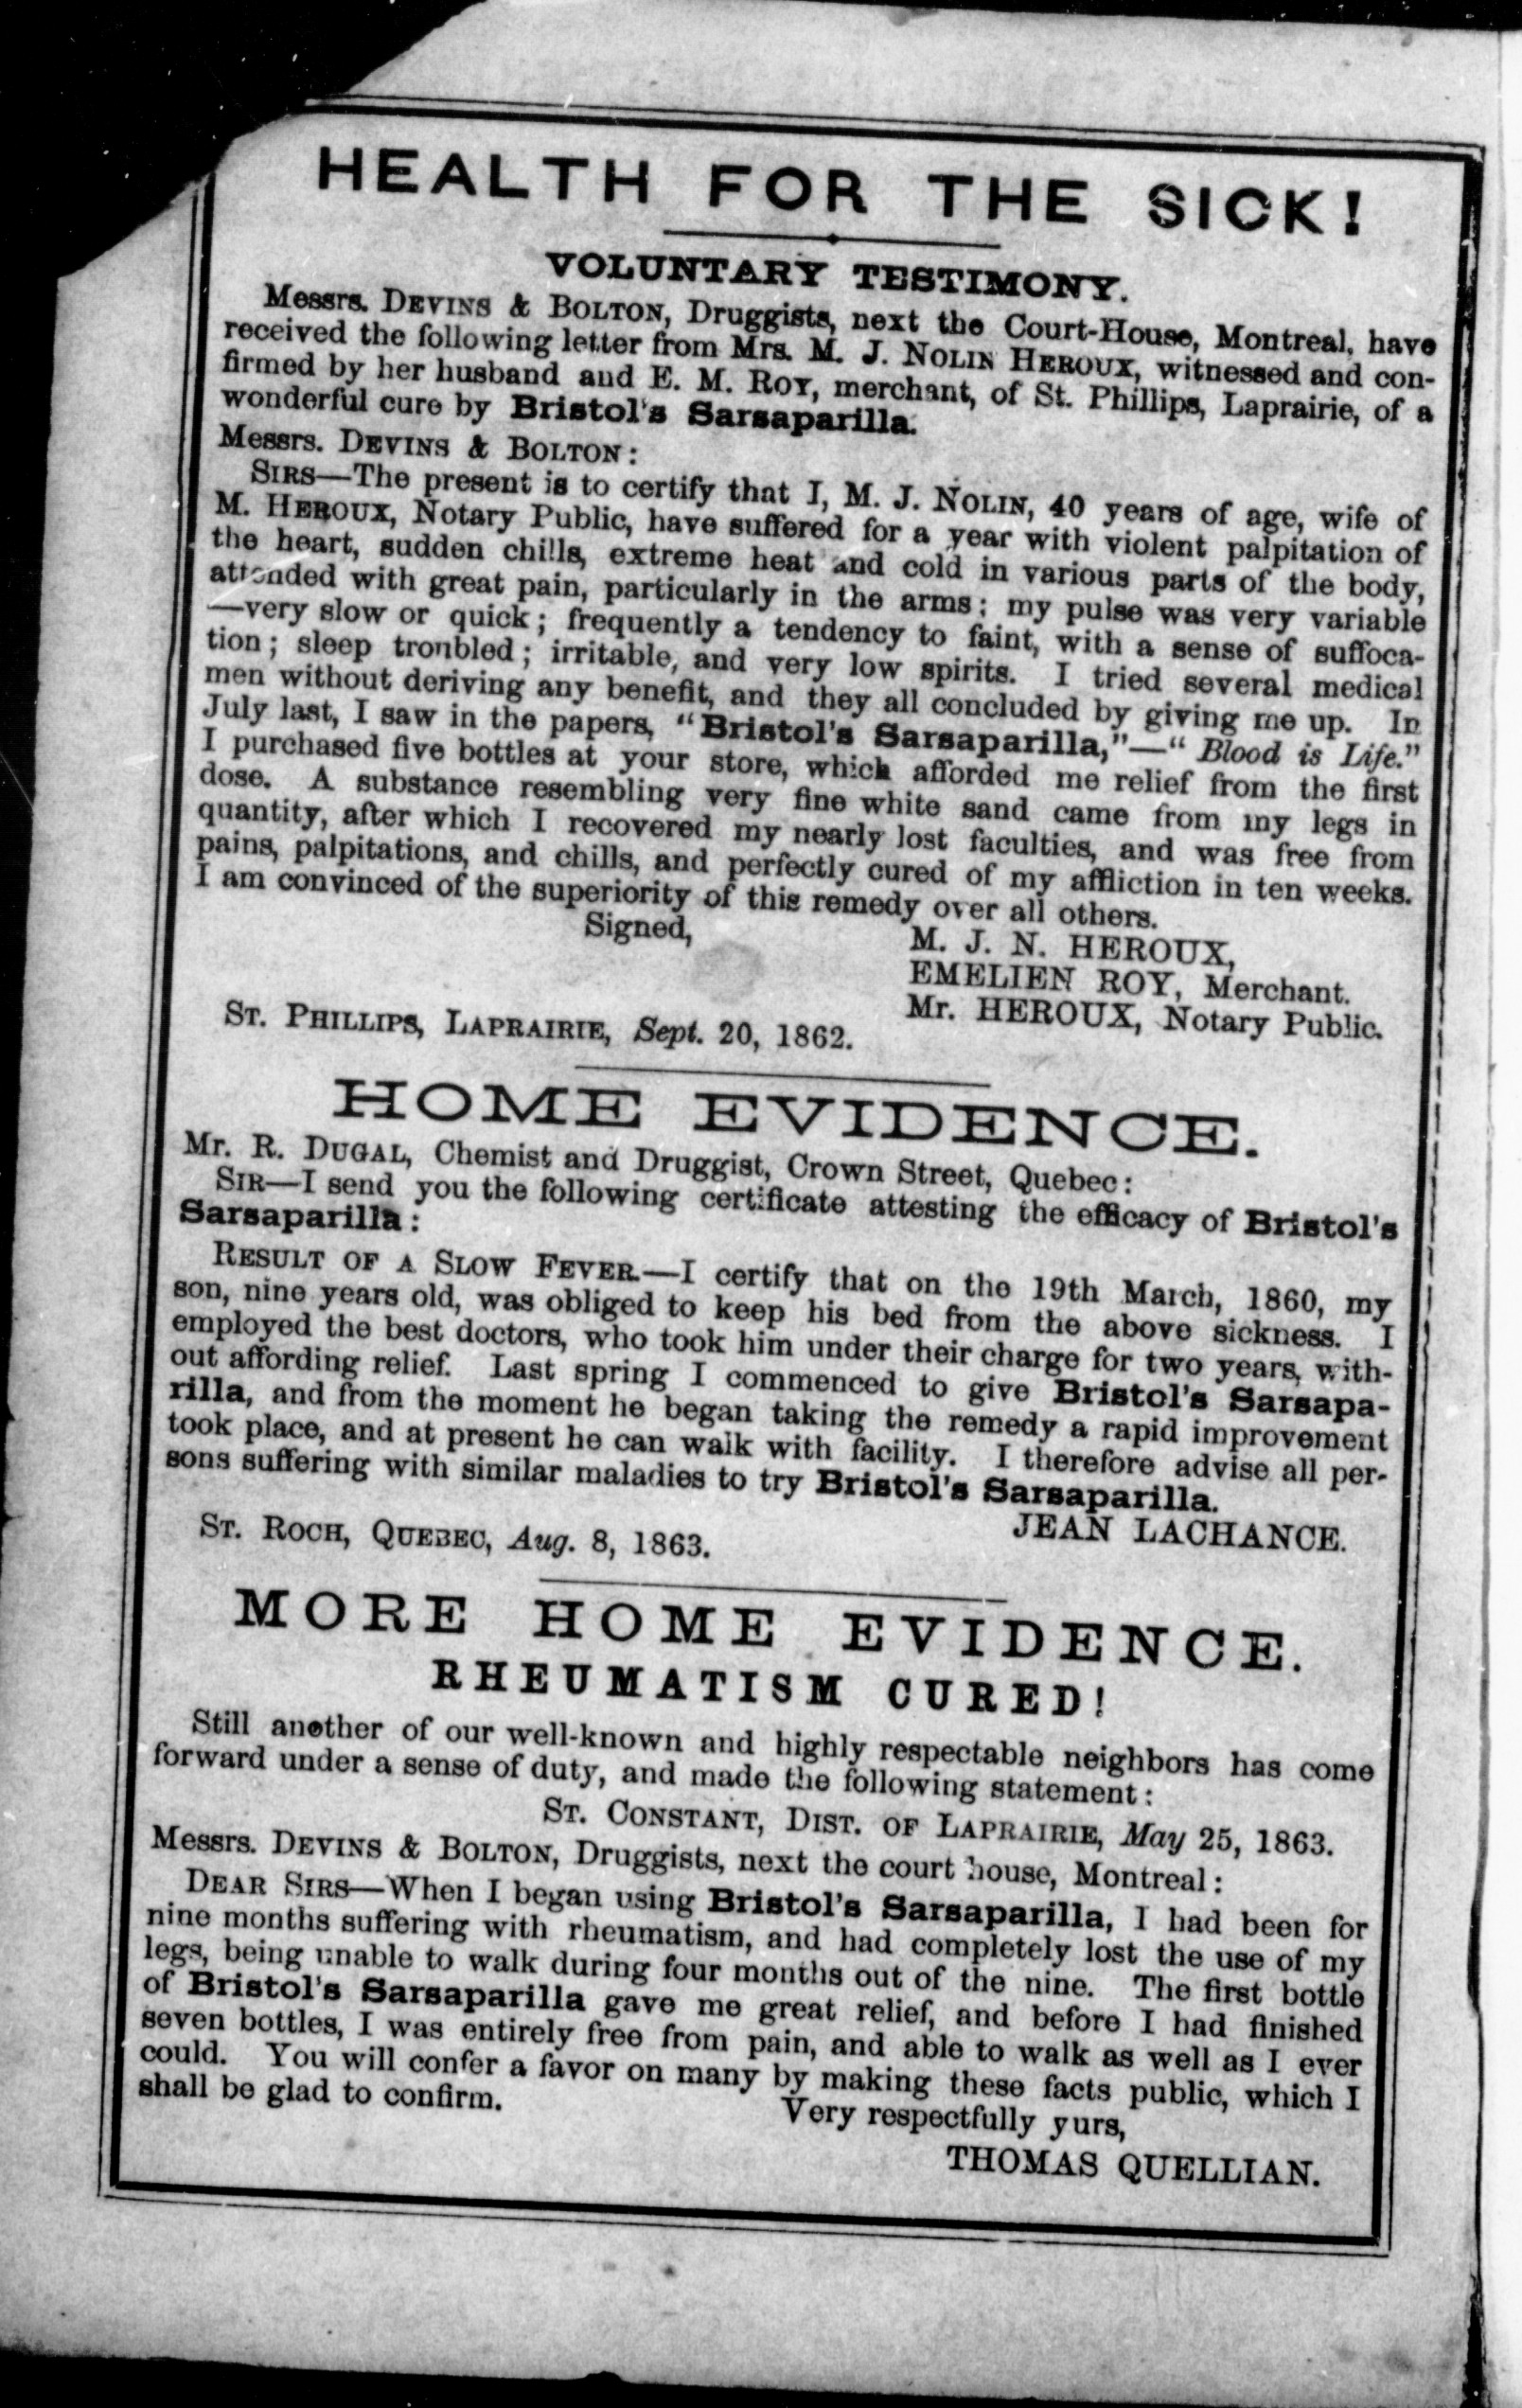 HEALTH FOR THE SICK!
VOLUNTARY TESTIMONY.
Messrs. DEVINS & BOLTON, Druggists, next the Court-House, Montreal, have
received the following letter from Mrs. M. J. NOLIN HEROUX, witnessed and con-
firmed by her husband and E. M. ROY, merchant, of St. Phillips, Laprairie, of a
wonderful cure by Bristol's Sarsaparilla.
Messrs. DEVINS & BOLTON:
SIRS—The present is to certify that I, M. J. NOLIN, 40 years of age, wife of
M. HEROUX, Notary Public, have suffered for a year with violent palpitation of
the heart, sudden chills, extreme heat and cold in various parts of the body,
attended with great pain, particularly in the arms; my pulse was very variable
—very slow or quick; frequently a tendency to faint, with a sense of suffoca-
tion; sleep troubled; irritable, and very low spirits. I tried several medical
men without deriving any benefit, and they all concluded by giving me up. In
July last, I saw in the papers, "Bristol's Sarsaparilla,"—"Blood is Life."
I purchased five bottles at your store, which afforded me relief from the first
dose. A substance resembling very fine white sand came from my legs in
quantity, after which I recovered my nearly lost faculties, and was free from
pains, palpitations, and chills, and perfectly cured of my affliction in ten weeks.
I am convinced of the superiority of this remedy over all others.
Signed,
M. J. N. HEROUX,
EMELIEN ROY, Merchant.
Mr. HEROUX, Notary Public.
ST. PHILLIPS, LAPRAIRIE, Sept. 20, 1862.
HOME EVIDENCE.
Mr. R. DUGAL, Chemist and Druggist, Crown Street, Quebec:
SIR—I send you the following certificate attesting the efficacy of Bristol's
Sarsaparilla:
RESULT OF A SLOW FEVER.—I certify that on the 19th March, 1860, my
son, nine years old, was obliged to keep his bed from the above sickness. I
employed the best doctors, who took him under their charge for two years, with-
out affording relief. Last spring I commenced to give Bristol's Sarsapa-
rilla, and from the moment he began taking the remedy a rapid improvement
took place, and at present he can walk with facility. I therefore advise all per-
sons suffering with similar maladies to try Bristol's Sarsaparilla.
JEAN LACHANCE.
ST. ROCH, QUEBEC, Aug. 8, 1863.
MORE HOME EVIDENCE.
RHEUMATISM CURED!
Still another of our well-known and highly respectable neighbors has come
forward under a sense of duty, and made the following statement:
ST. CONSTANT, DIST. OF LAPRAIRIE, May 25, 1863.
Messrs. DEVINS & BOLTON, Druggists, next the court house, Montreal:
DEAR SIRS—When I began using Bristol's Sarsaparilla, I had been for
nine months suffering with rheumatism, and had completely lost the use of my
legs, being unable to walk during four months out of the nine. The first bottle
of Bristol's Sarsaparilla gave me great relief, and before I had finished
seven bottles, I was entirely free from pain, and able to walk as well as I ever
could. You will confer a favor on many by making these facts public, which I
shall be glad to confirm.
Very respectfully yurs,
THOMAS QUELLIAN.